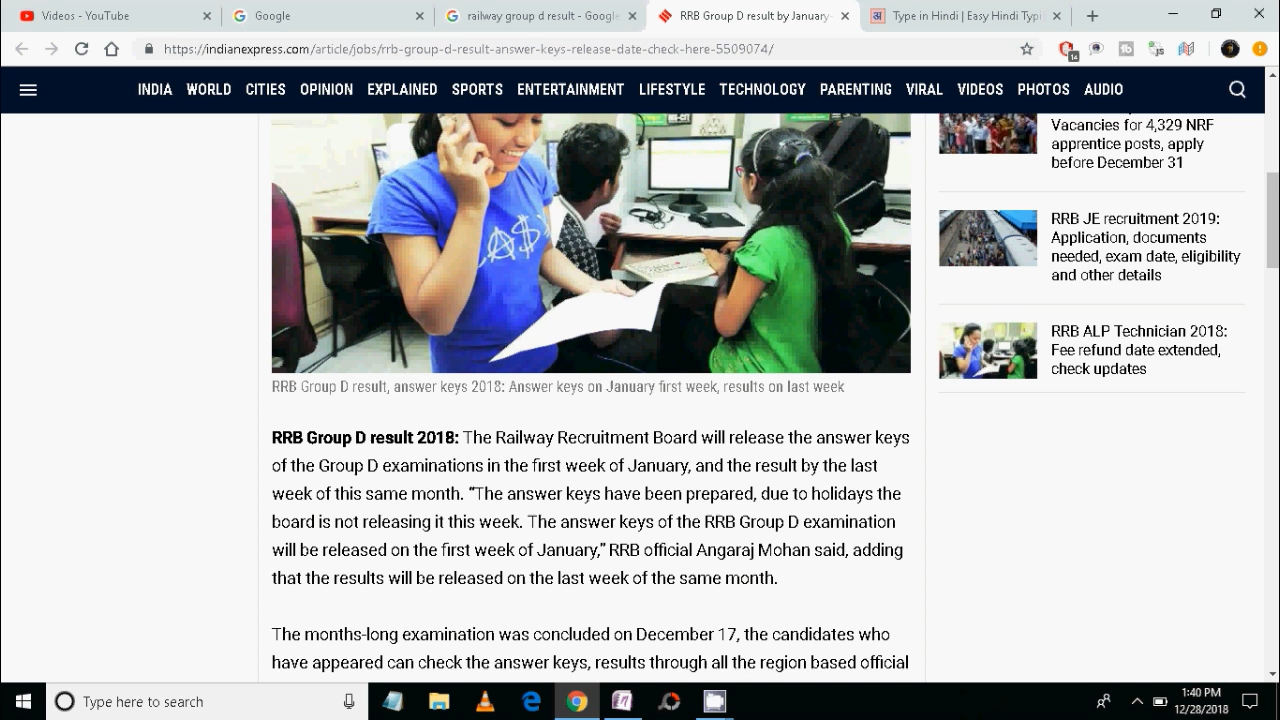 Videos - YouTube
Google
railway group d result - Google
RRB Group D result by January-
Type in Hindi | Easy Hindi Typi
https://indianexpress.com/article/jobs/rrb-group-d-result-answer-keys-release-date-check-here-5509074/
14
INDIA WORLD CITIES OPINION EXPLAINED SPORTS ENTERTAINMENT LIFESTYLE TECHNOLOGY PARENTING VIRAL VIDEOS PHOTOS AUDIO
Vacancies for 4,329 NRF
apprentice posts, apply
before December 31
RRB JE recruitment 2019:
Application, documents
needed, exam date, eligibility
and other details
RRB ALP Technician 2018:
Fee refund date extended,
check updates
RRB Group D result, answer keys 2018: Answer keys on January first week, results on last week
RRB Group D result 2018: The Railway Recruitment Board will release the answer keys
of the Group D examinations in the first week of January, and the result by the last
week of this same month. “The answer keys have been prepared, due to holidays the
board is not releasing it this week. The answer keys of the RRB Group D examination
will be released on the first week of January,” RRB official Angaraj Mohan said, adding
that the results will be released on the last week of the same month.
The months-long examination was concluded on December 17, the candidates who
have appeared can check the answer keys, results through all the region based official
Type here to search
1:40 PM
12/28/2018